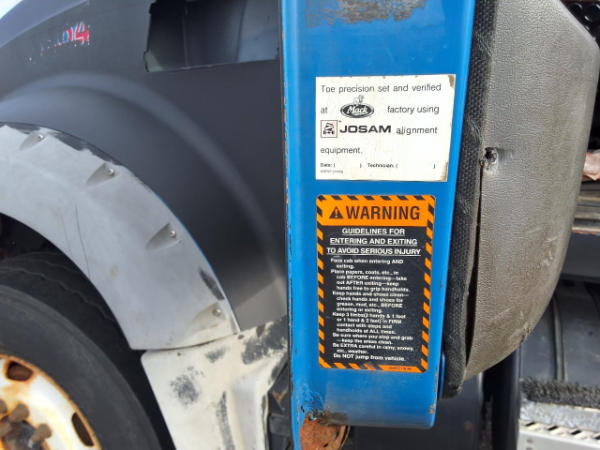 Toe precision set and verified
at Mack factory using
JOSAM alignment
equipment.
Date: ( ) Technician: ( )
WARNING
GUIDELINES FOR
ENTERING AND EXITING
TO AVOID SERIOUS INJURY
Face cab when entering AND
exiting.
Place papers, coats, etc., in
cab BEFORE entering—take
out AFTER exiting—keep
hands free to grip handholds.
Keep hands and shoes clean—
check hands and shoes for
grease, mud, etc., BEFORE
entering or exiting.
Keep 3 limbs(2 hands & 1 foot
or 1 hand & 2 feet) in FIRM
contact with steps and
handholds at ALL times.
Be sure where you step and grab
—keep the areas clean.
Be EXTRA careful in rainy, snowy,
etc., weather.
Do NOT jump from vehicle.